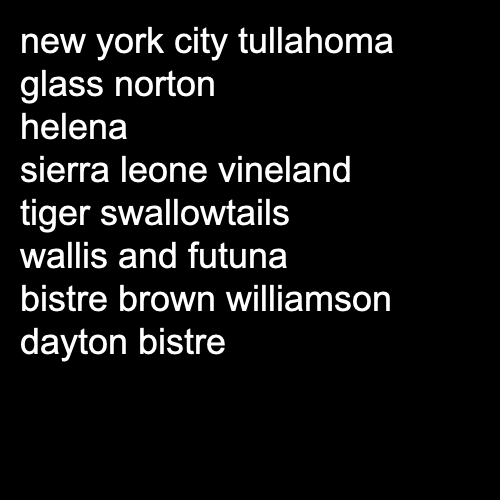 new york city tullahoma
glass norton
helena
sierra leone vineland
tiger swallowtails
wallis and futuna
bistre brown williamson
dayton bistre